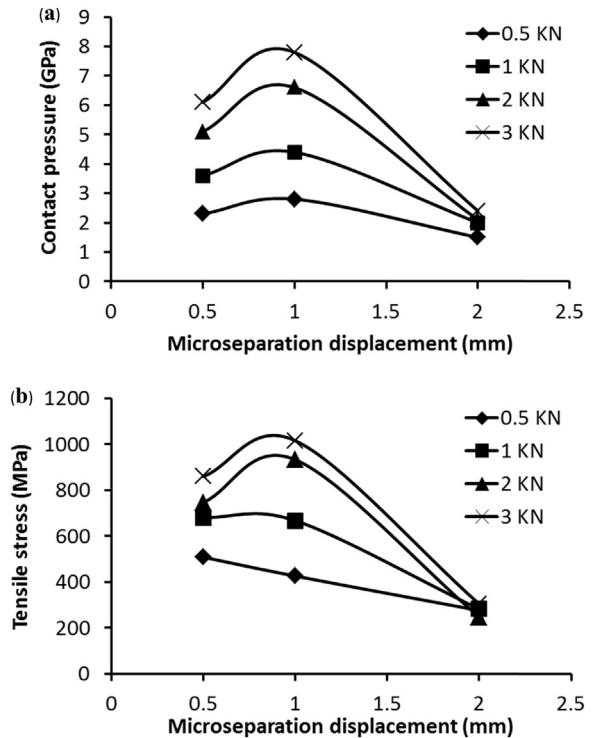 (a)
Contact pressure (GPa)
9
8
7
6
5
4
3
2
1
0
0 0.5 1 1.5 2 2.5
Microseparation displacement (mm)
0.5 KN
1 KN
2 KN
3 KN
(b)
Tensile stress (MPa)
1200
1000
800
600
400
200
0
0 0.5 1 1.5 2 2.5
Microseparation displacement (mm)
0.5 KN
1 KN
2 KN
3 KN